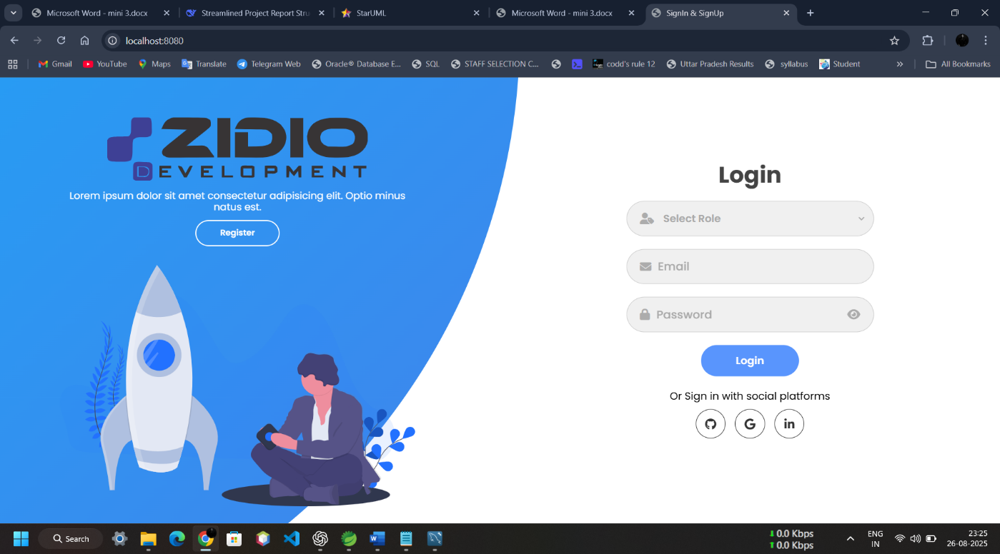 Microsoft Word - mini 3.docx
Streamlined Project Report Stru
StarUML
Microsoft Word - mini 3.docx
SignIn & SignUp
localhost:8080
Gmail
YouTube
Maps
Translate
Telegram Web
Oracle® Database E...
SQL
STAFF SELECTION C...
codd's rule 12
Uttar Pradesh Results
syllabus
Student
All Bookmarks
ZIDIO
DEVELOPMENT
Lorem ipsum dolor sit amet consectetur adipisicing elit. Optio minus
natus est.
Register
Login
Select Role
Email
Password
Login
Or Sign in with social platforms
Search
0.0 Kbps
0.0 Kbps
ENG
IN
23:25
26-08-2025